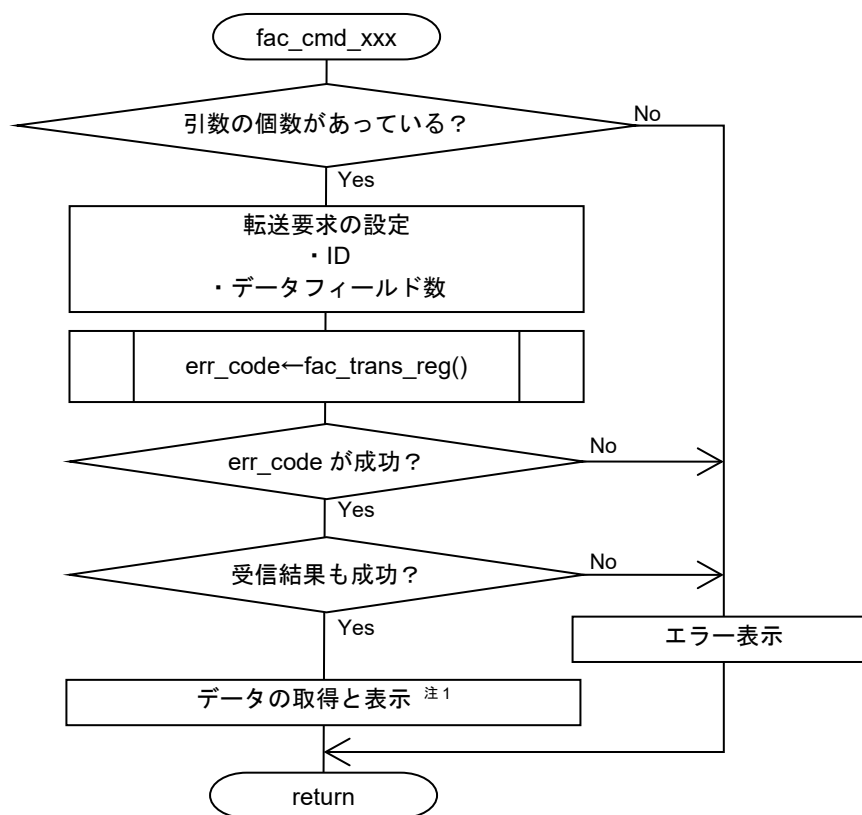 fac_cmd_xxx
引数の個数があっている？
No
Yes
転送要求の設定
・ID
・データフィールド数
err_code←fac_trans_reg()
err_code が成功？
No
Yes
受信結果も成功？
No
Yes
エラー表示
データの取得と表示 注 1
return